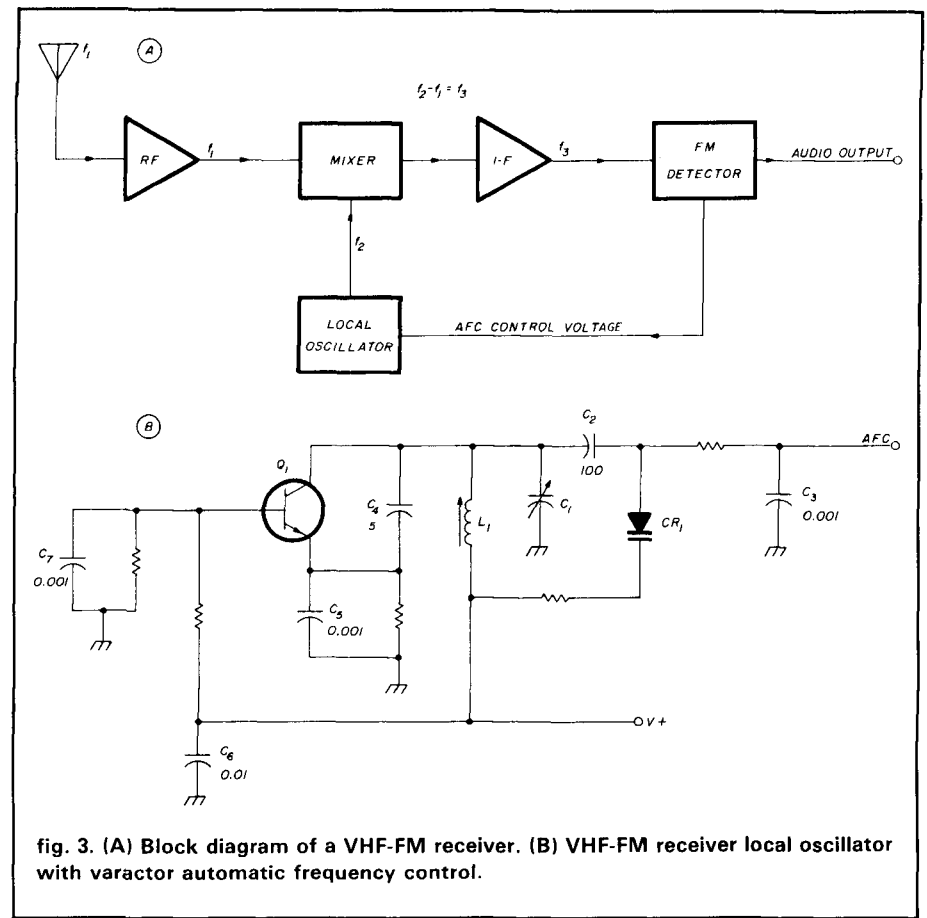 f₁
A
f₂-f₁ = f₃
RF
f₁
MIXER
I-F
f₃
FM
DETECTOR
AUDIO OUTPUT
f₂
LOCAL
OSCILLATOR
AFC CONTROL VOLTAGE
B
Q₁
C₂
100
AFC
C₄
5
L₁
C₁
CR₁
C₃
0.001
C₇
0.001
C₅
0.001
V+
C₆
0.01
fig. 3. (A) Block diagram of a VHF-FM receiver. (B) VHF-FM receiver local oscillator
with varactor automatic frequency control.